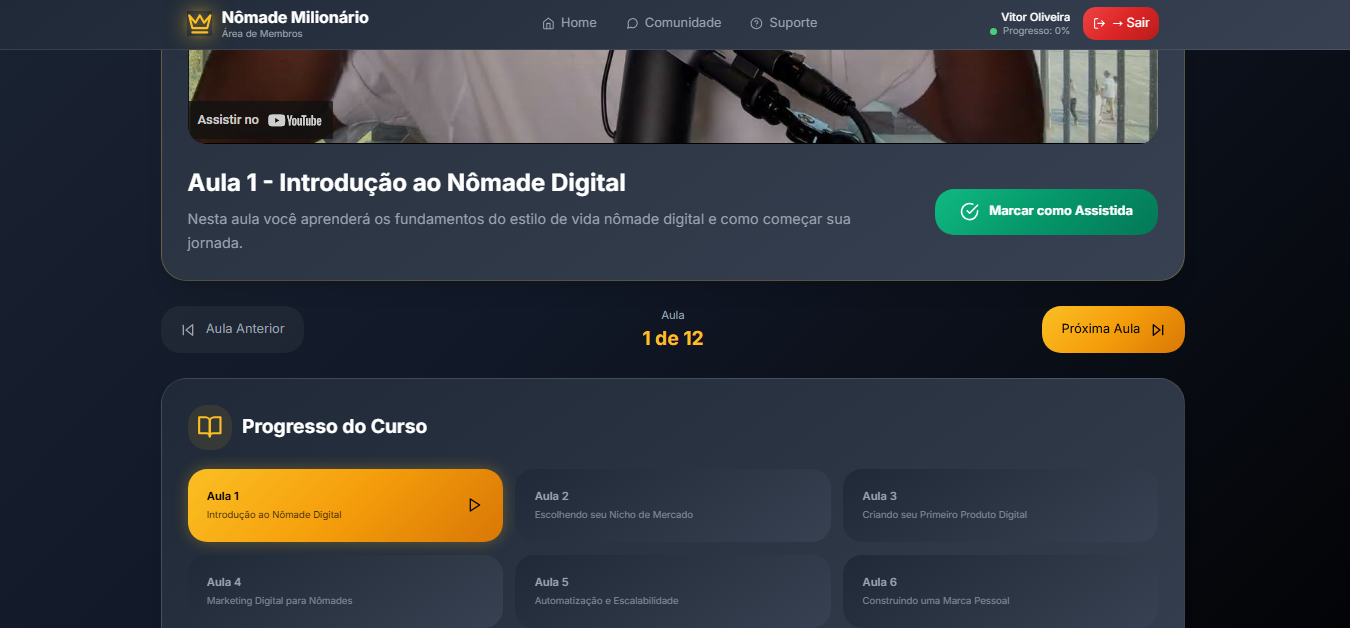 Nômade Milionário
Área de Membros
Home
Comunidade
Suporte
Vitor Oliveira
Progresso: 0%
→ Sair
Assistir no YouTube
Aula 1 - Introdução ao Nômade Digital
Nesta aula você aprenderá os fundamentos do estilo de vida nômade digital e como começar sua
jornada.
Marcar como Assistida
Aula Anterior
Aula
1 de 12
Próxima Aula
Progresso do Curso
Aula 1
Introdução ao Nômade Digital
Aula 2
Escolhendo seu Nicho de Mercado
Aula 3
Criando seu Primeiro Produto Digital
Aula 4
Marketing Digital para Nômades
Aula 5
Automatização e Escalabilidade
Aula 6
Construindo uma Marca Pessoal